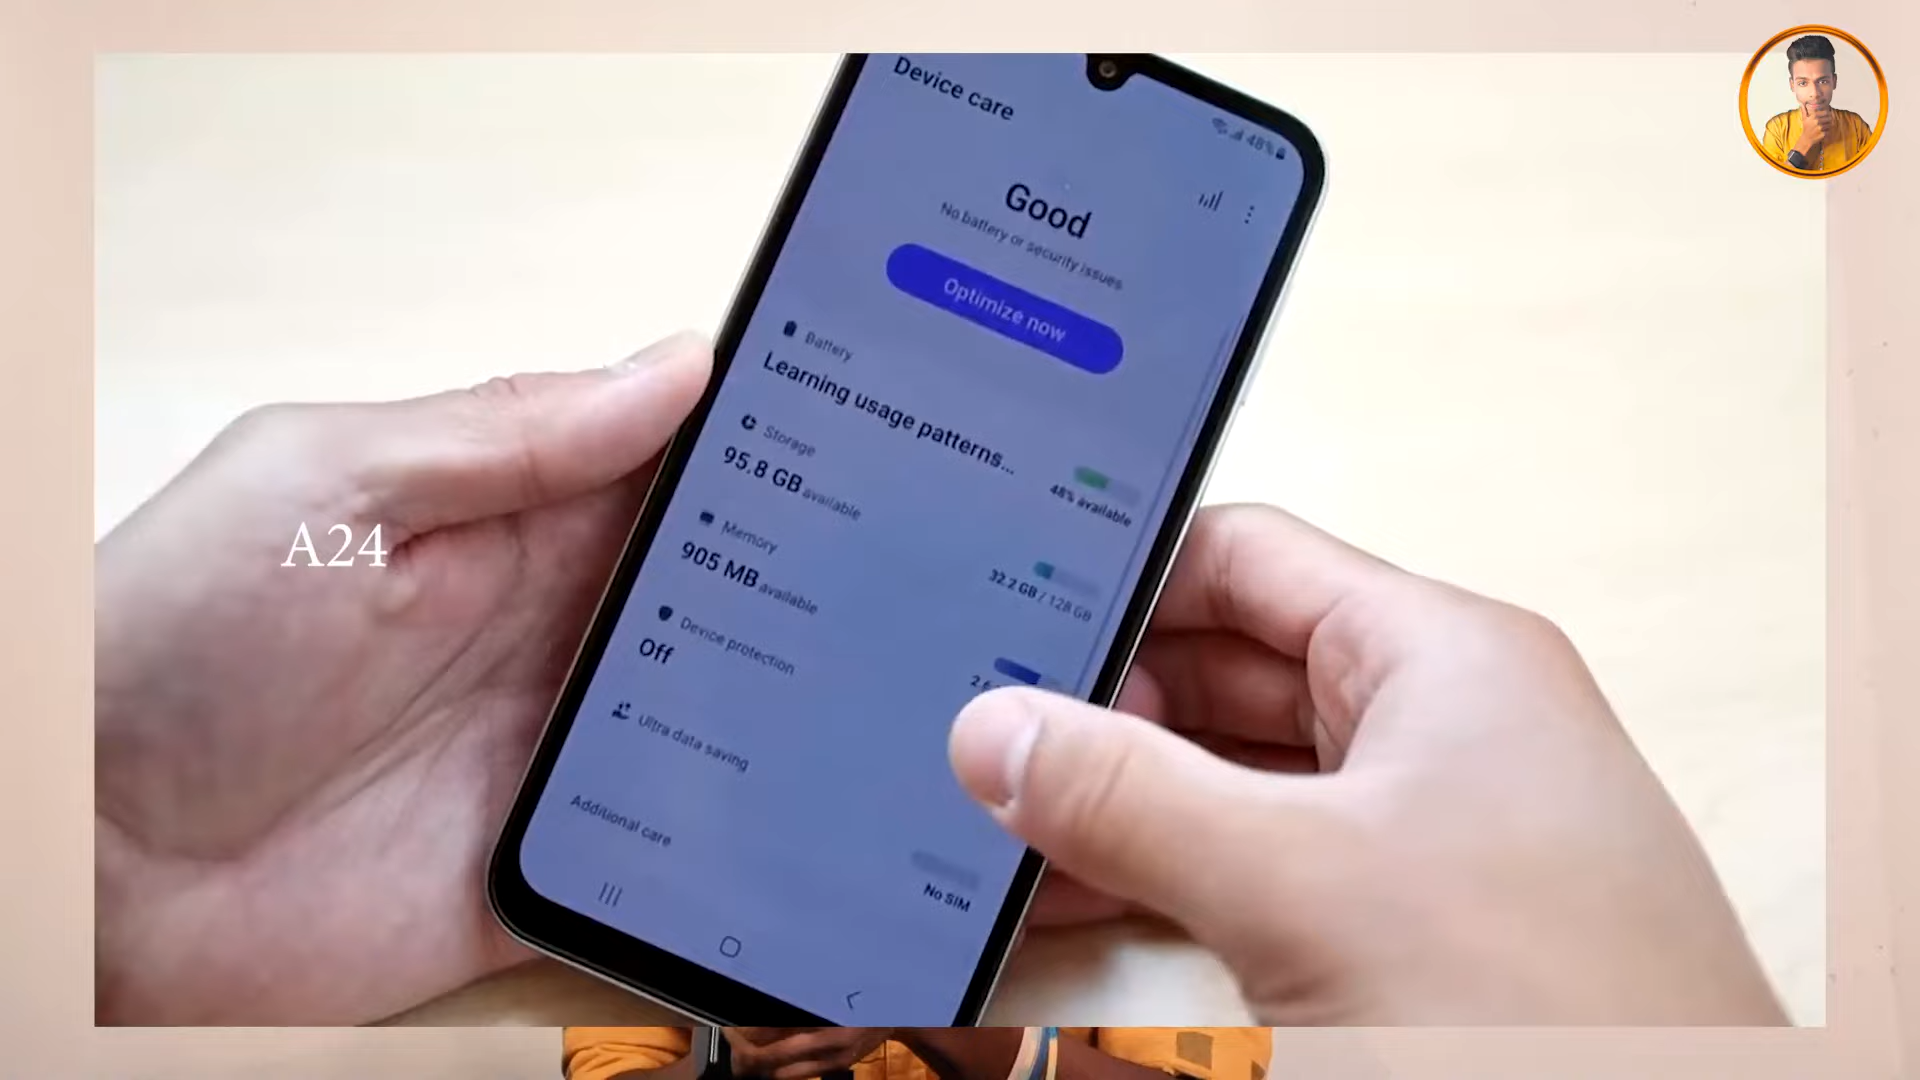 Device care
48%
Good
No battery or security issues
Optimize now
Battery
Learning usage patterns...
48% available
Storage
95.8 GB available
32.2 GB / 128 GB
Memory
905 MB available
Device protection
Off
Ultra data saving
No SIM
Additional care
A24